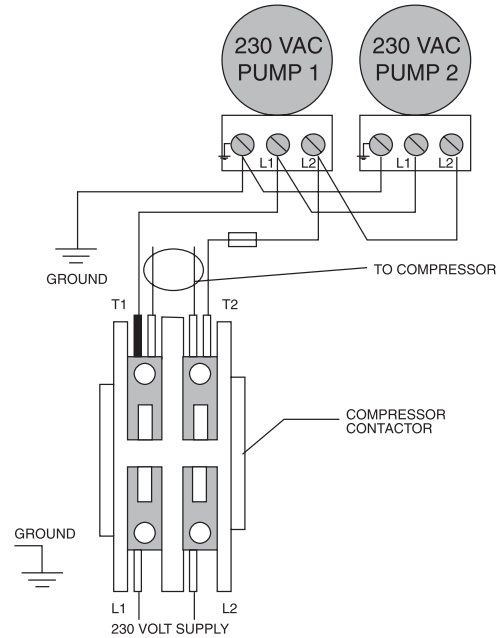 230 VAC
PUMP 1
230 VAC
PUMP 2
L1
L2
L1
L2
GROUND
TO COMPRESSOR
T1
T2
COMPRESSOR
CONTACTOR
GROUND
L1
L2
230 VOLT SUPPLY